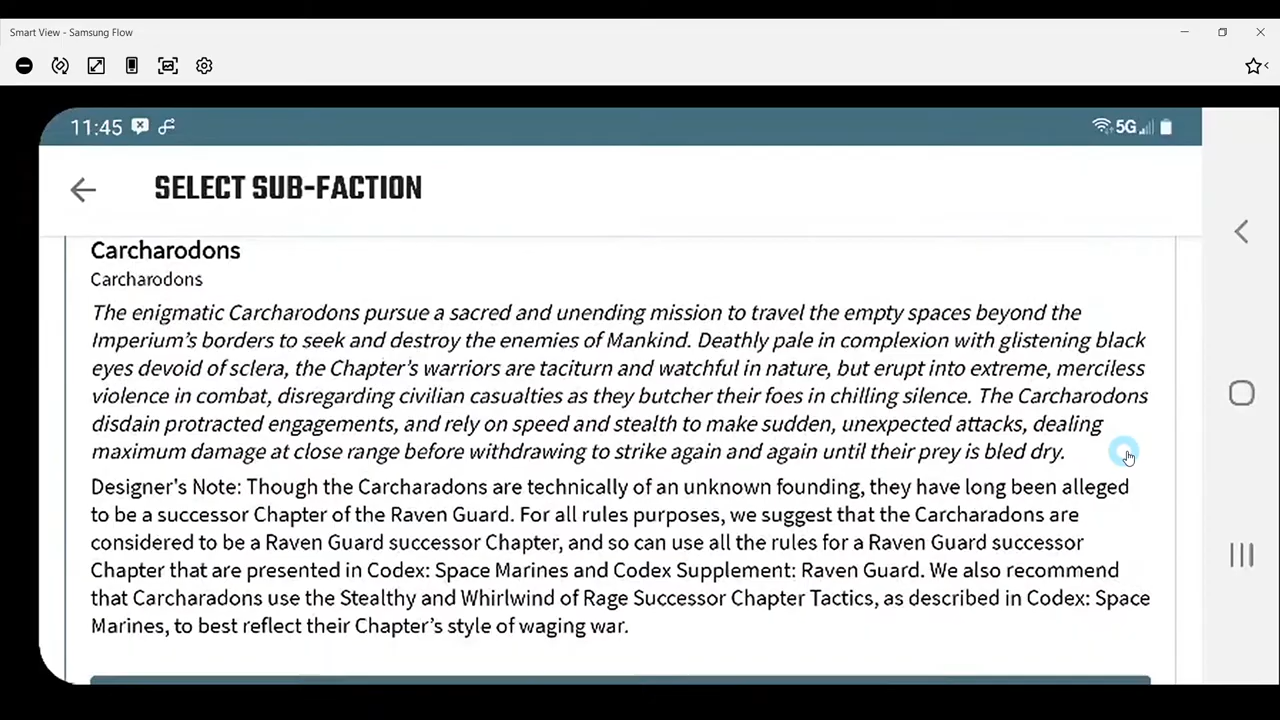 Smart View - Samsung Flow
11:45
5G
SELECT SUB-FACTION
Carcharodons
Carcharodons
The enigmatic Carcharodons pursue a sacred and unending mission to travel the empty spaces beyond the
Imperium's borders to seek and destroy the enemies of Mankind. Deathly pale in complexion with glistening black
eyes devoid of sclera, the Chapter's warriors are taciturn and watchful in nature, but erupt into extreme, merciless
violence in combat, disregarding civilian casualties as they butcher their foes in chilling silence. The Carcharodons
disdain protracted engagements, and rely on speed and stealth to make sudden, unexpected attacks, dealing
maximum damage at close range before withdrawing to strike again and again until their prey is bled dry.
Designer's Note: Though the Carcharadons are technically of an unknown founding, they have long been alleged
to be a successor Chapter of the Raven Guard. For all rules purposes, we suggest that the Carcharadons are
considered to be a Raven Guard successor Chapter, and so can use all the rules for a Raven Guard successor
Chapter that are presented in Codex: Space Marines and Codex Supplement: Raven Guard. We also recommend
that Carcharadons use the Stealthy and Whirlwind of Rage Successor Chapter Tactics, as described in Codex: Space
Marines, to best reflect their Chapter's style of waging war.